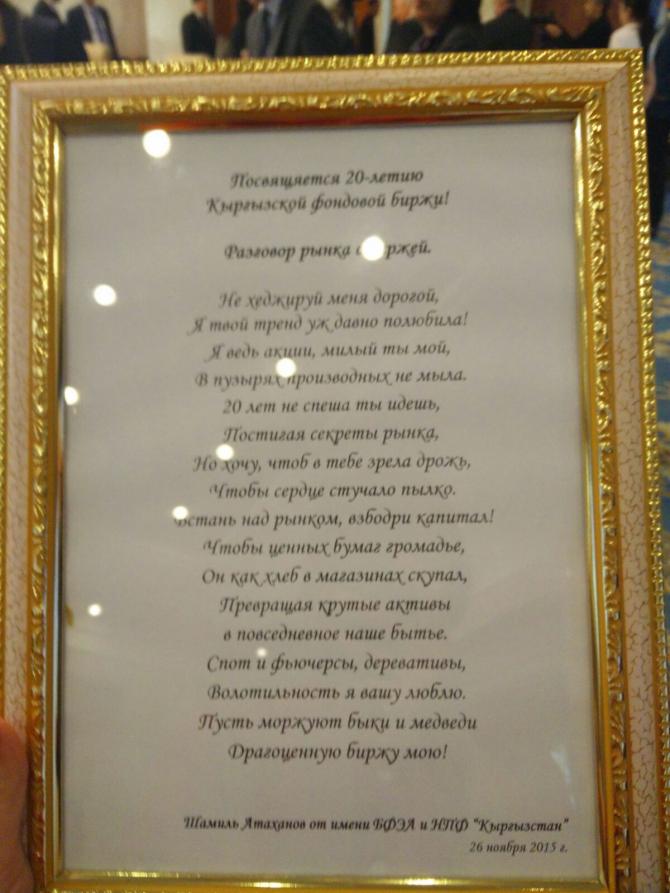 Посвящяется 20-летию
Кыргызской фондовой биржи!
Разговор рынка с биржей.
Не хеджируй меня дорогой,
Я твой тренд уж давно полюбила!
Я ведь акции, милый ты мой,
В пузырях производных не мыла.
20 лет не спеша ты идешь,
Постигая секреты рынка,
Но хочу, чтоб в тебе зрела дрожь,
Чтобы сердце стучало пылко.
Встань над рынком, взбодри капитал!
Чтобы ценных бумаг громадье,
Он как хлеб в магазинах скупал,
Превращая крутые активы
в повседневное наше бытье.
Спот и фьючерсы, деревативы,
Волотильность я вашу люблю.
Пусть моржуют быки и медведи
Драгоценную биржу мою!
Шамиль Атаханов от имени БФЭА и НПФ "Кыргызстан"
26 ноября 2015 г.